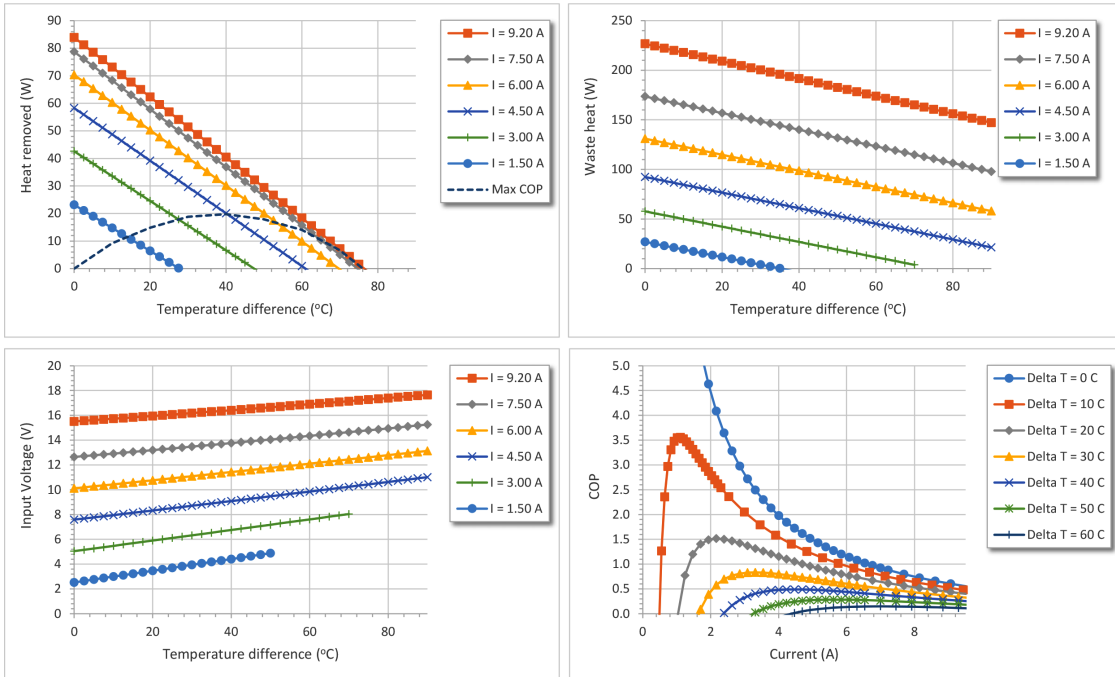 90
80
70
60
50
40
30
20
10
0
Heat removed (W)
0 20 40 60 80
Temperature difference (°C)
I = 9.20 A
I = 7.50 A
I = 6.00 A
I = 4.50 A
I = 3.00 A
I = 1.50 A
Max COP
250
200
150
100
50
0
Waste heat (W)
0 20 40 60 80
Temperature difference (°C)
I = 9.20 A
I = 7.50 A
I = 6.00 A
I = 4.50 A
I = 3.00 A
I = 1.50 A
20
18
16
14
12
10
8
6
4
2
0
Input Voltage (V)
0 20 40 60 80
Temperature difference (°C)
I = 9.20 A
I = 7.50 A
I = 6.00 A
I = 4.50 A
I = 3.00 A
I = 1.50 A
5.0
4.5
4.0
3.5
3.0
2.5
2.0
1.5
1.0
0.5
0.0
COP
0 2 4 6 8
Current (A)
Delta T = 0 C
Delta T = 10 C
Delta T = 20 C
Delta T = 30 C
Delta T = 40 C
Delta T = 50 C
Delta T = 60 C